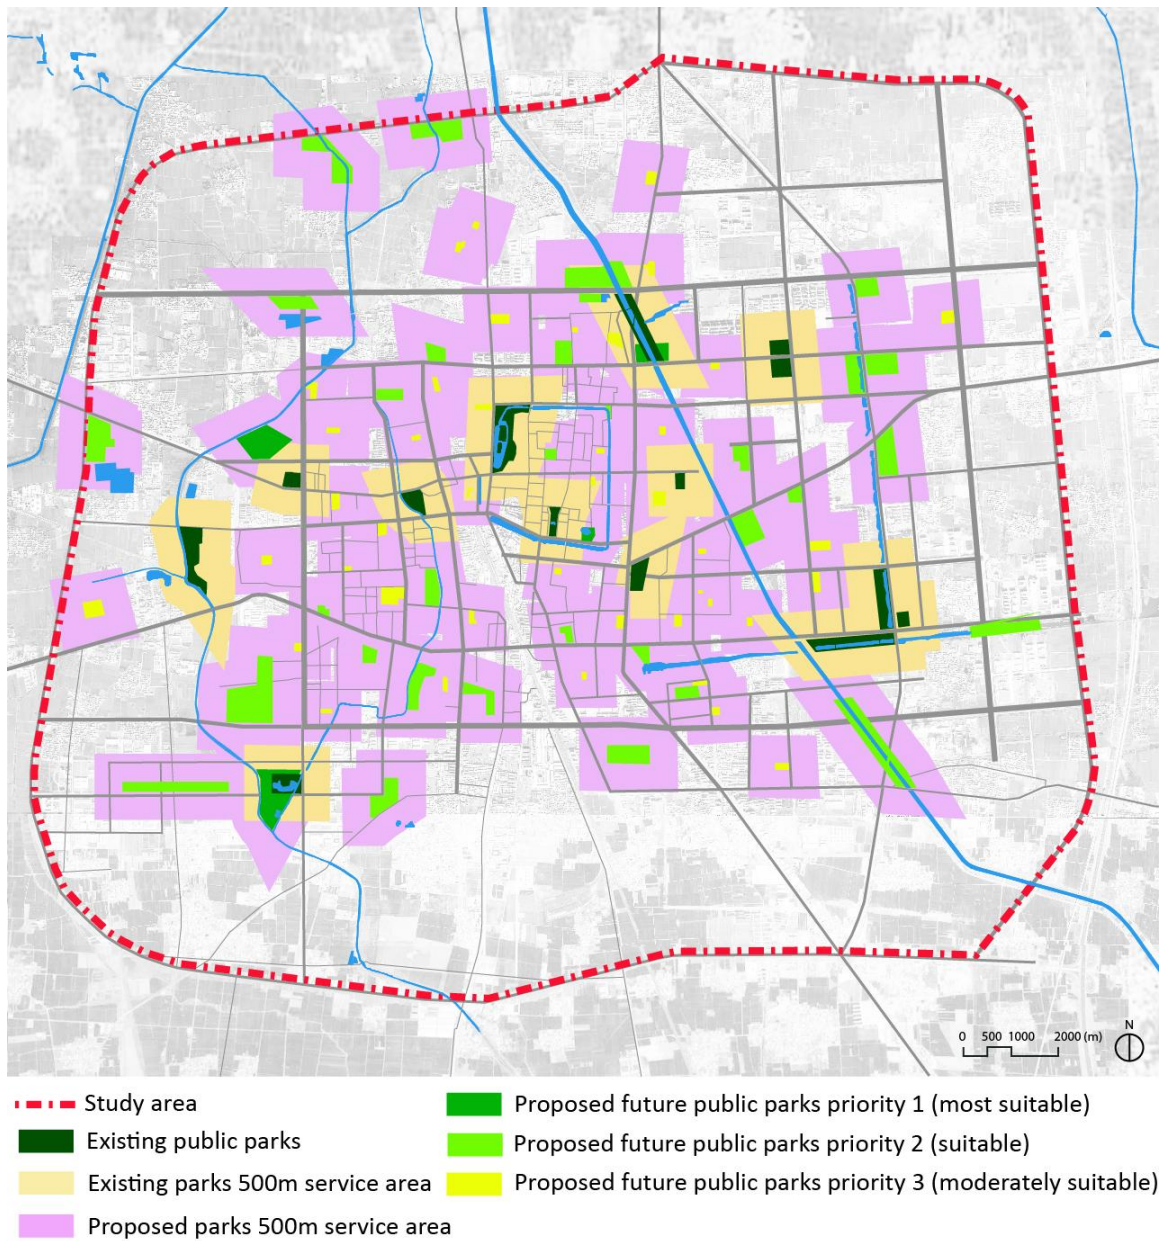 N
0 500 1000 2000 (m)
Study area
Existing public parks
Existing parks 500m service area
Proposed parks 500m service area
Proposed future public parks priority 1 (most suitable)
Proposed future public parks priority 2 (suitable)
Proposed future public parks priority 3 (moderately suitable)